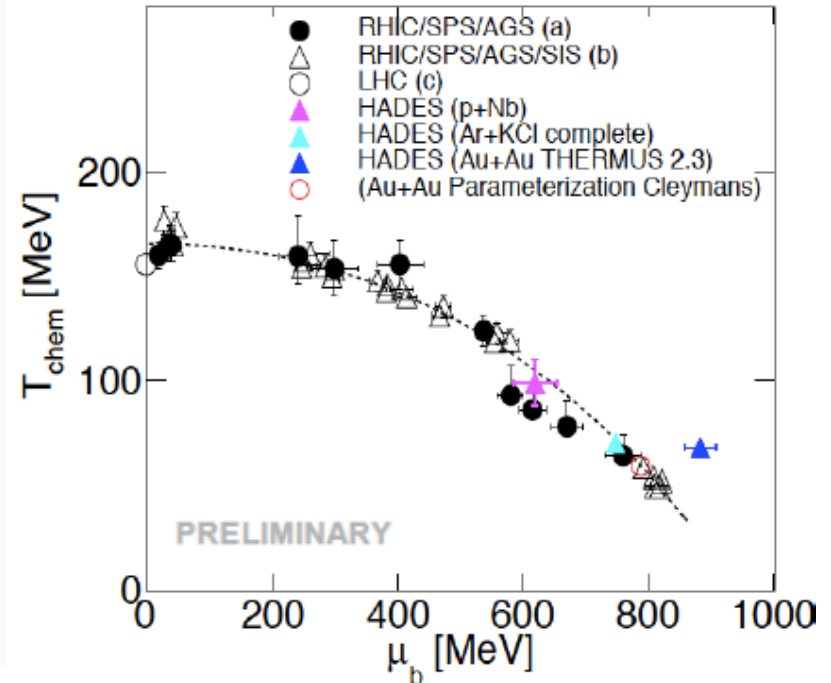 RHIC/SPS/AGS (a)
RHIC/SPS/AGS/SIS (b)
LHC (c)
HADES (p+Nb)
HADES (Ar+KCl complete)
HADES (Au+Au THERMUS 2.3)
(Au+Au Parameterization Cleymans)
200
100
0
T_chem [MeV]
PRELIMINARY
0 200 400 600 800 1000
μ_b [MeV]